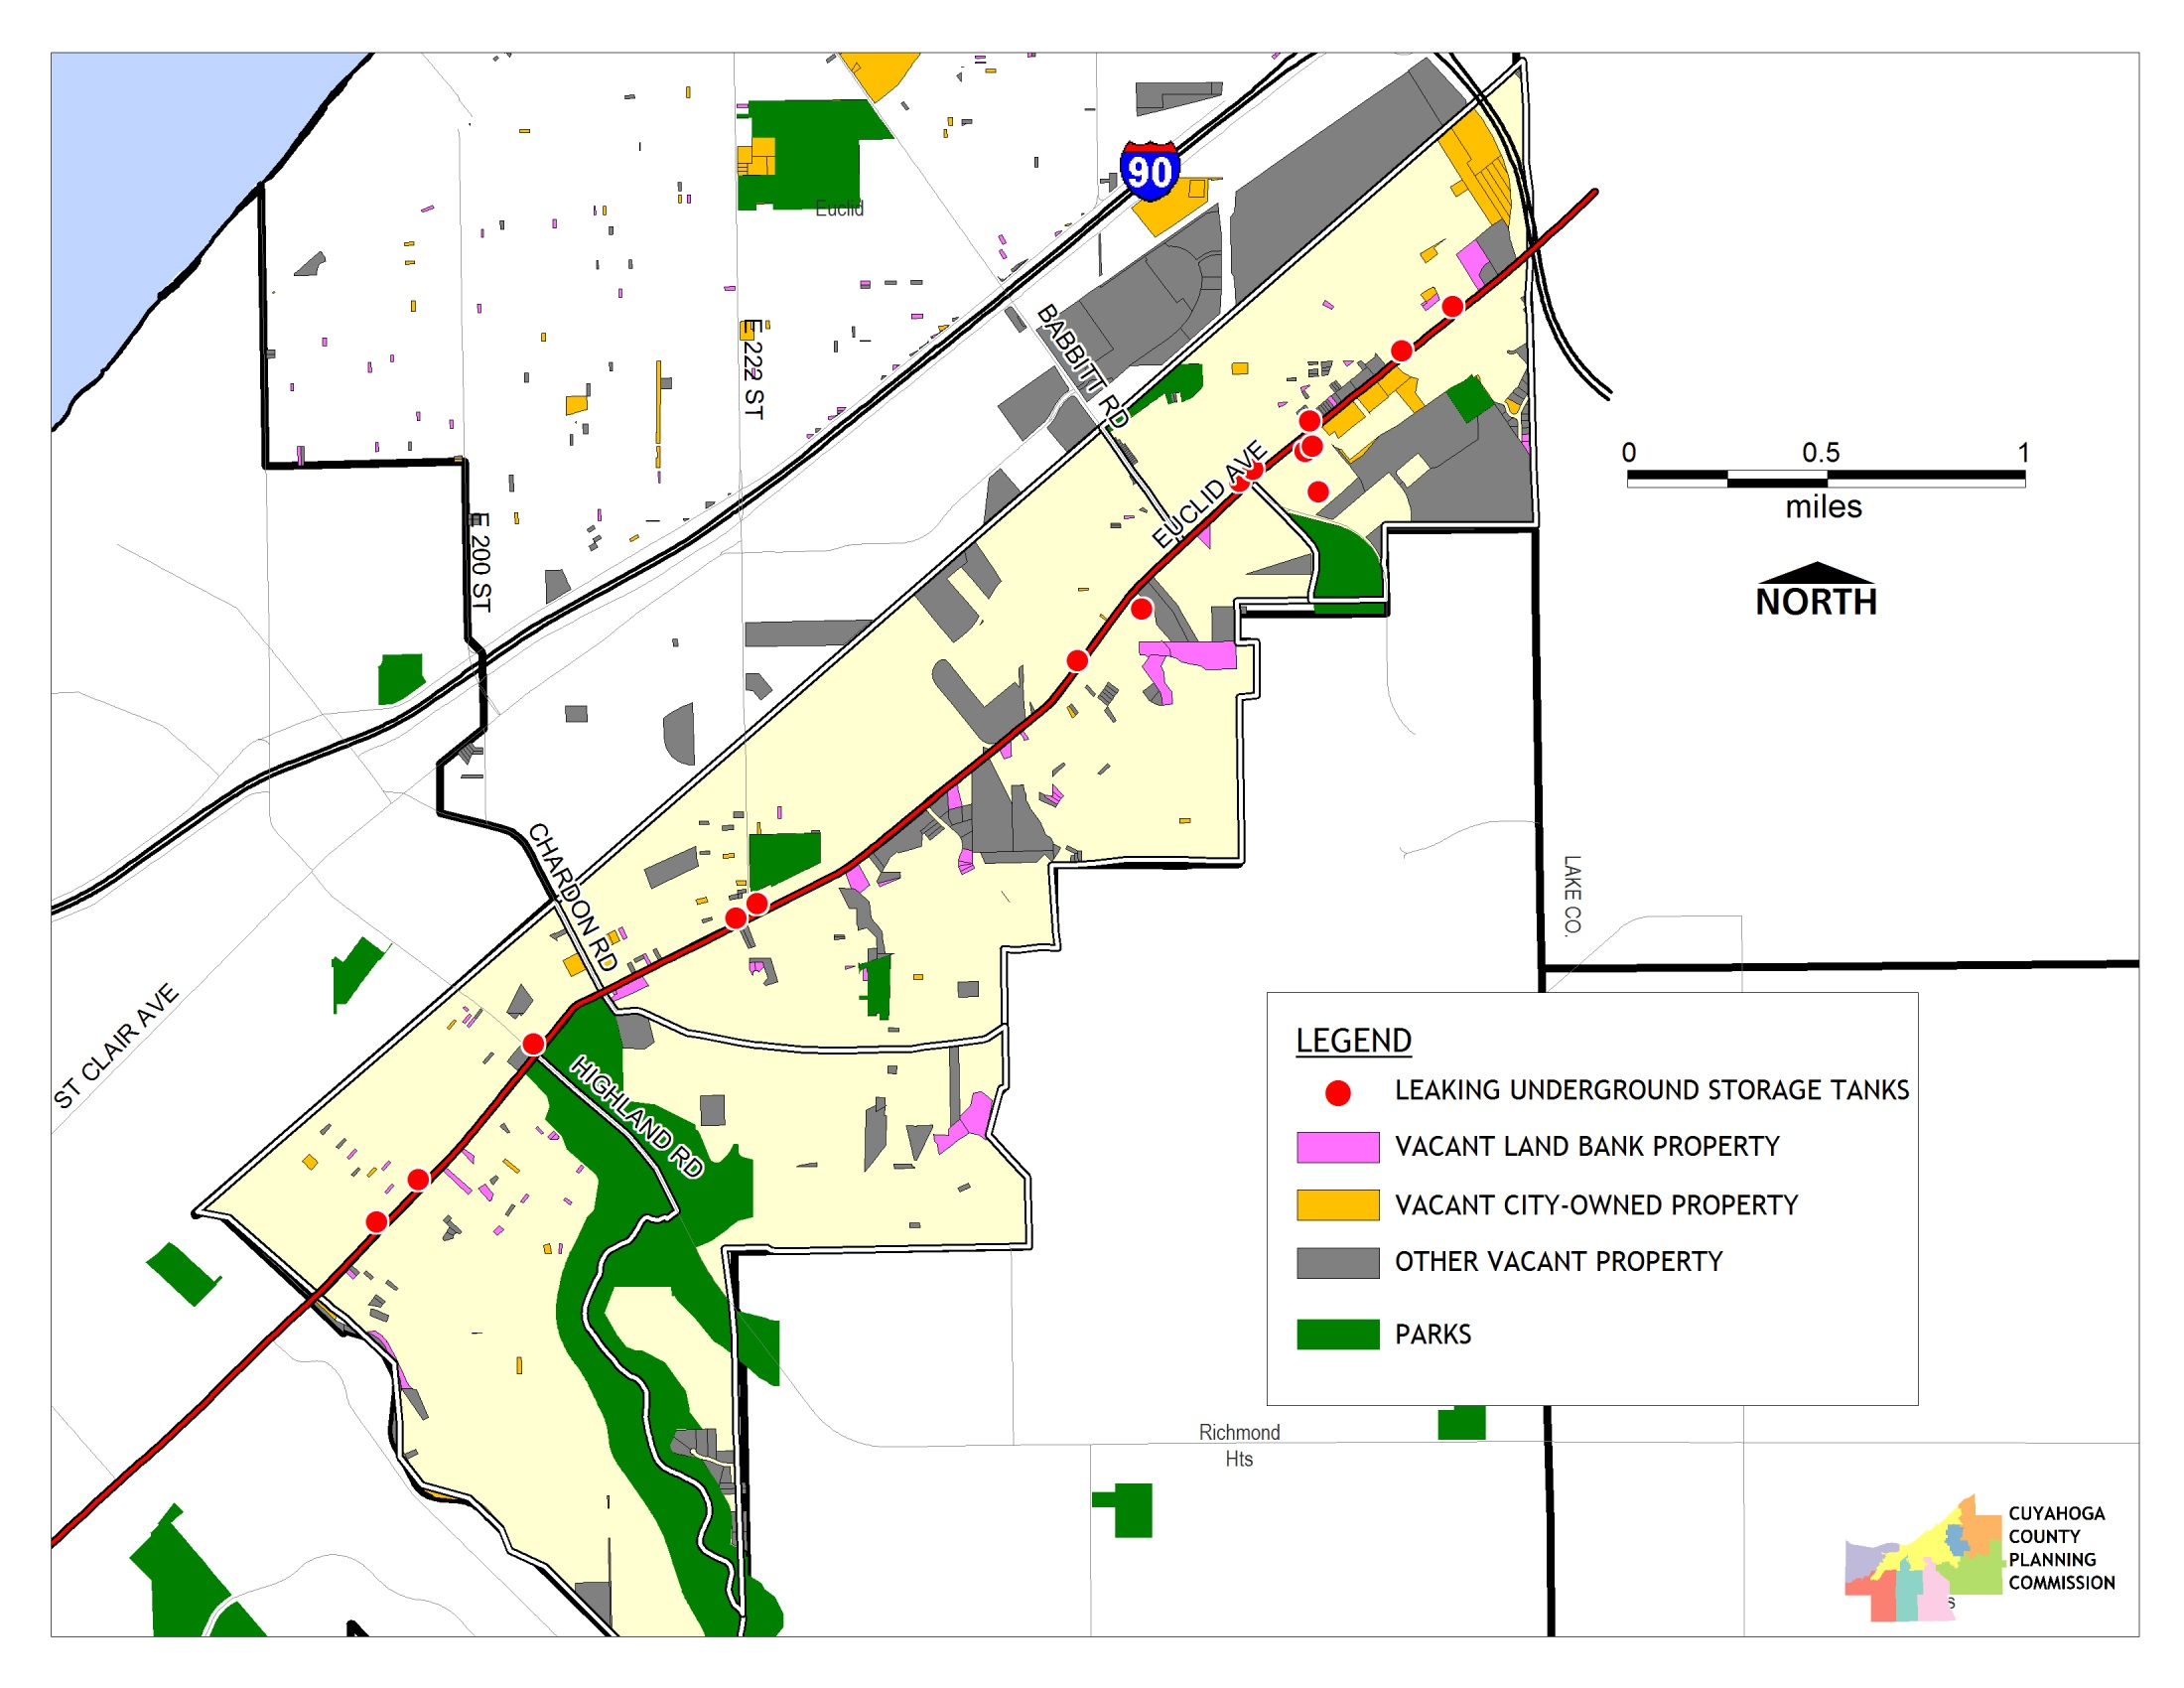 90
Euclid
E 222 ST
BABBITT RD
EUCLID AVE
0 0.5 1
miles
NORTH
E 200 ST
CHARDON RD
LAKE CO.
ST CLAIR AVE
HIGHLAND RD
LEGEND
LEAKING UNDERGROUND STORAGE TANKS
VACANT LAND BANK PROPERTY
VACANT CITY-OWNED PROPERTY
OTHER VACANT PROPERTY
PARKS
Richmond
Hts
CUYAHOGA
COUNTY
PLANNING
COMMISSION
s